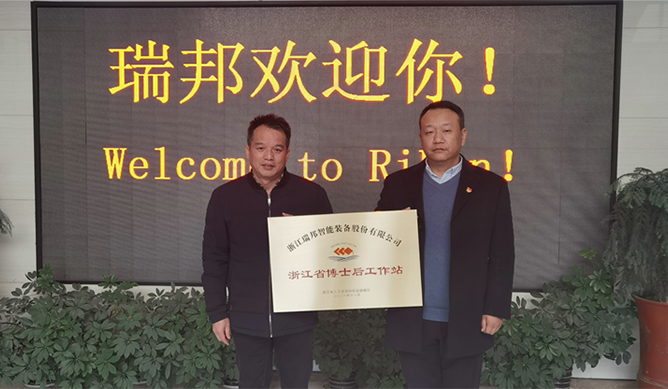 瑞邦欢迎你!
Welcome to Ri
n!
浙江瑞邦智能装备股份有限公司
浙江省博士后工作站